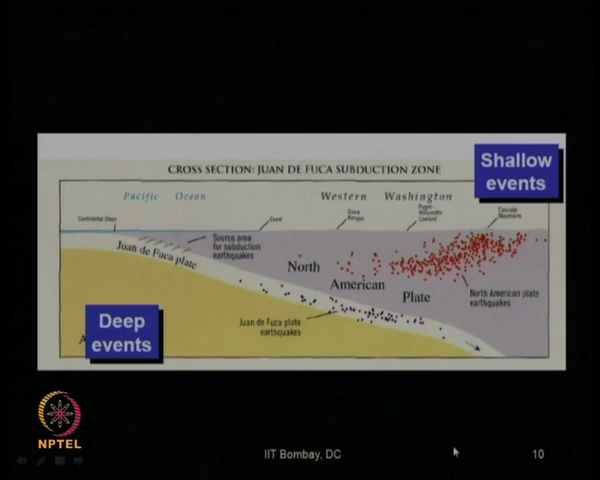 CROSS SECTION: JUAN DE FUCA SUBDUCTION ZONE
Shallow
events
Pacific Ocean
Western Washington
Continental Slope
Coast
Cascade
Mountains
Juan de Fuca plate
Source area
for subduction
earthquakes
North
American
Plate
North American plate
earthquakes
Juan de Fuca plate
earthquakes
Deep
events
A
NPTEL
IIT Bombay, DC
10